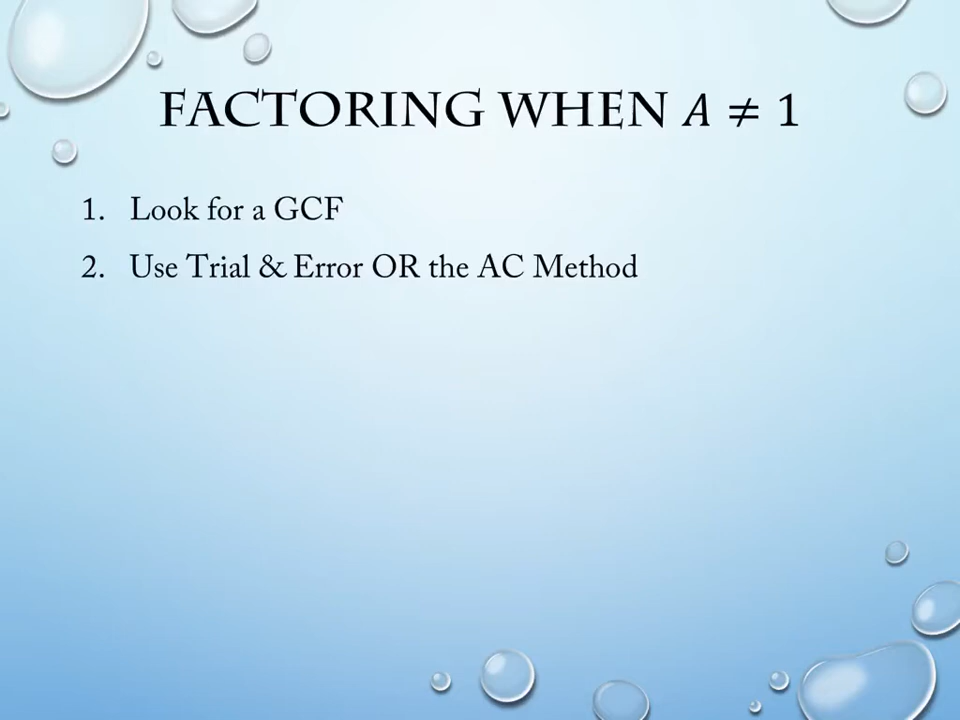 FACTORING WHEN A ≠ 1
1. Look for a GCF
2. Use Trial & Error OR the AC Method